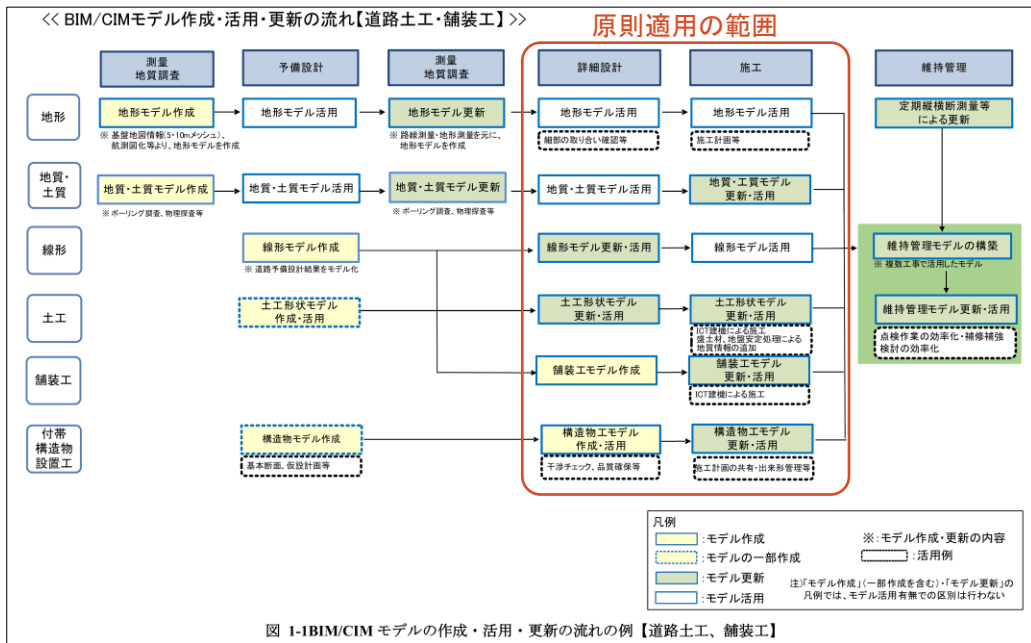 << BIM/CIMモデル作成・活用・更新の流れ【道路土工・舗装工】 >>
原則適用の範囲
測量
地質調査
予備設計
測量
地質調査
詳細設計
施工
維持管理
地形
地形モデル作成
※ 基盤地図情報(5・10mメッシュ)、
航測図化等より、地形モデルを作成
地形モデル活用
地形モデル更新
※ 路線測量・地形測量を元に、
地形モデルを作成
地形モデル活用
細部の取り合い確認等
地形モデル活用
施工計画等
定期縦横断測量等
による更新
地質・
土質
地質・土質モデル作成
※ ボーリング調査、物理探査等
地質・土質モデル活用
地質・土質モデル更新
※ ボーリング調査、物理探査等
地質・土質モデル活用
地質・工質モデル
更新・活用
線形
線形モデル作成
※ 道路予備設計結果をモデル化
線形モデル更新・活用
線形モデル活用
維持管理モデルの構築
※ 複数工事で活用したモデル
土工
土工形状モデル
作成・活用
土工形状モデル
更新・活用
土工形状モデル
更新・活用
ICT建機による施工
盛土材、地盤安定処理による
地質情報の追加
維持管理モデル更新・活用
点検作業の効率化・補修補強
検討の効率化
舗装工
舗装工モデル作成
舗装工モデル
更新・活用
ICT建機による施工
付帯
構造物
設置工
構造物モデル作成
基本断面、仮設計画等
構造物工モデル
作成・活用
干渉チェック、品質確保等
構造物工モデル
更新・活用
施工計画の共有・出来形管理等
凡例
:モデル作成
:モデルの一部作成
:モデル更新
:モデル活用
※:モデル作成・更新の内容
:活用例
注)「モデル作成」(一部作成を含む)・「モデル更新」の
凡例では、モデル活用有無での区別は行わない
図 1-1BIM/CIM モデルの作成・活用・更新の流れの例【道路土工、舗装工】